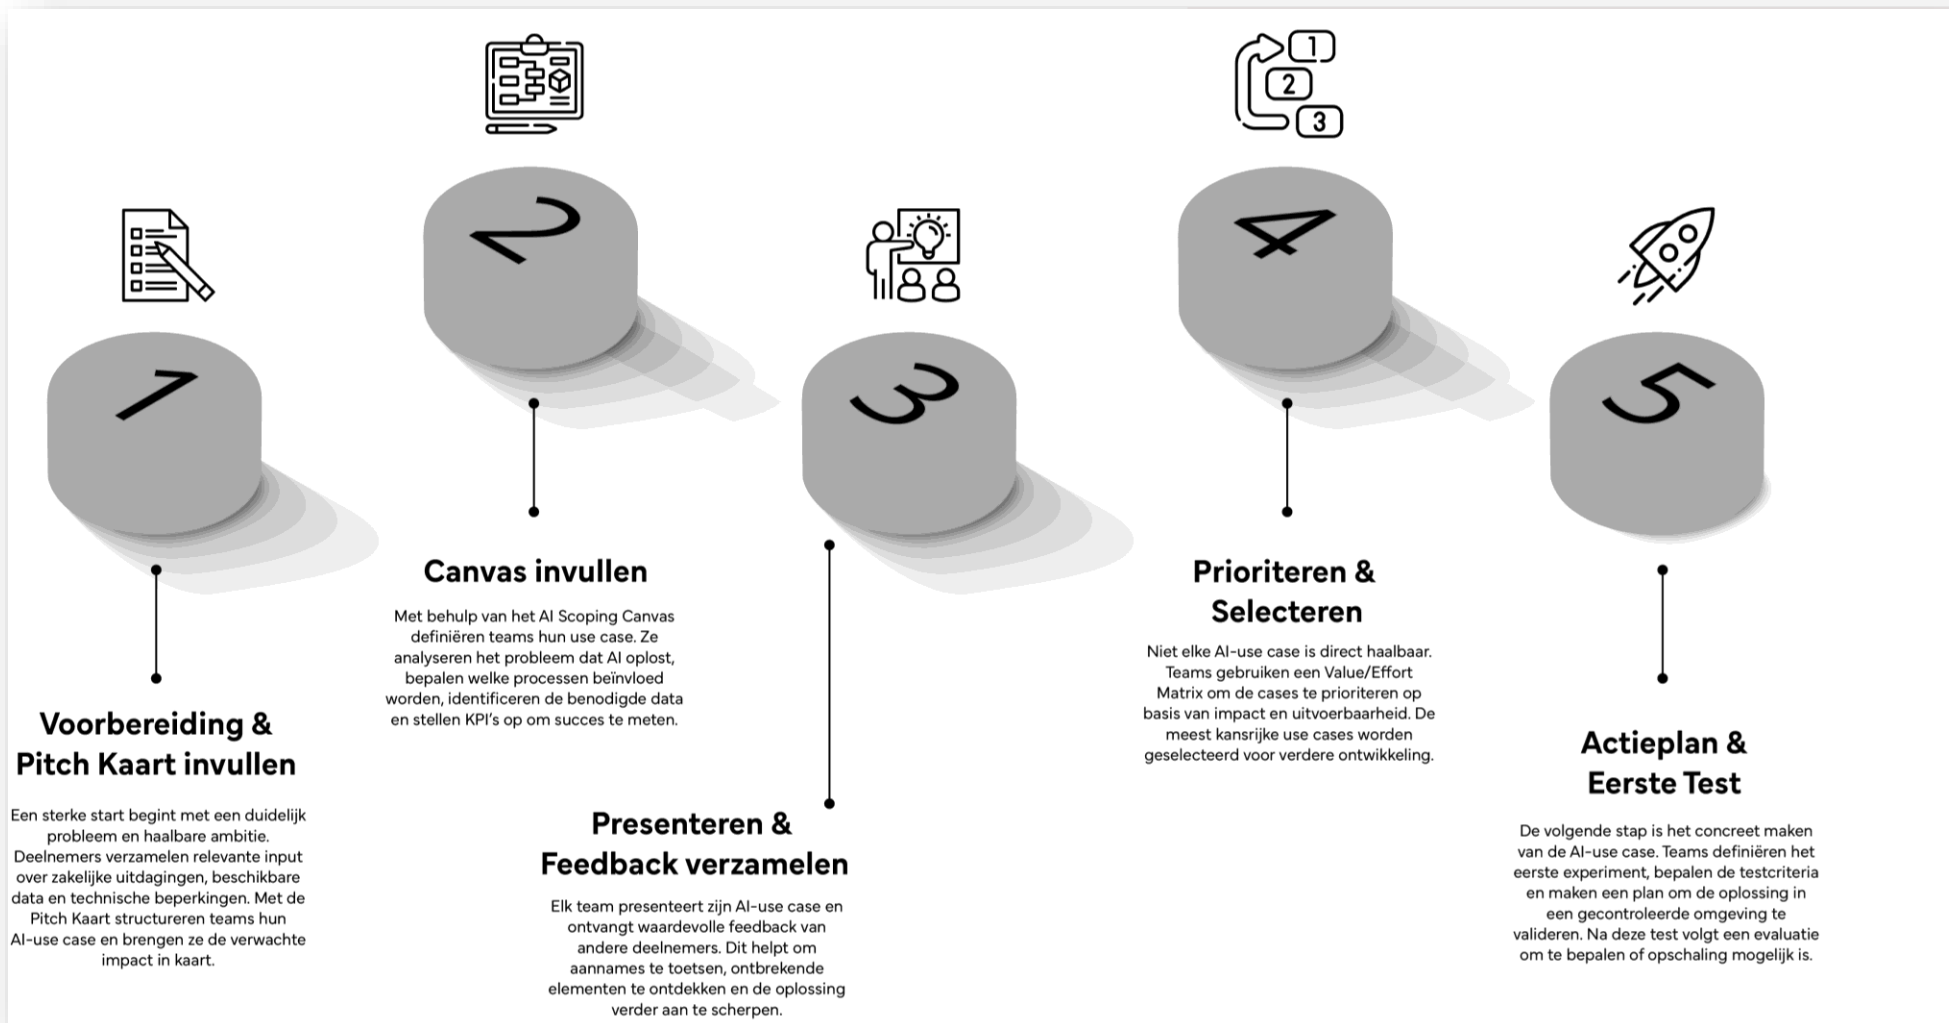 1
Voorbereiding &
Pitch Kaart invullen
Een sterke start begint met een duidelijk
probleem en haalbare ambitie.
Deelnemers verzamelen relevante input
over zakelijke uitdagingen, beschikbare
data en technische beperkingen. Met de
Pitch Kaart structureren teams hun
AI-use case en brengen ze de verwachte
impact in kaart.
2
Canvas invullen
Met behulp van het AI Scoping Canvas
definiëren teams hun use case. Ze
analyseren het probleem dat AI oplost,
bepalen welke processen beïnvloed
worden, identificeren de benodigde data
en stellen KPI's op om succes te meten.
3
Presenteren &
Feedback verzamelen
Elk team presenteert zijn AI-use case en
ontvangt waardevolle feedback van
andere deelnemers. Dit helpt om
aannames te toetsen, ontbrekende
elementen te ontdekken en de oplossing
verder aan te scherpen.
1
2
3
4
Prioriteren &
Selecteren
Niet elke AI-use case is direct haalbaar.
Teams gebruiken een Value/Effort
Matrix om de cases te prioriteren op
basis van impact en uitvoerbaarheid. De
meest kansrijke use cases worden
geselecteerd voor verdere ontwikkeling.
5
Actieplan &
Eerste Test
De volgende stap is het concreet maken
van de AI-use case. Teams definiëren het
eerste experiment, bepalen de testcriteria
en maken een plan om de oplossing in
een gecontroleerde omgeving te
valideren. Na deze test volgt een evaluatie
om te bepalen of opschaling mogelijk is.